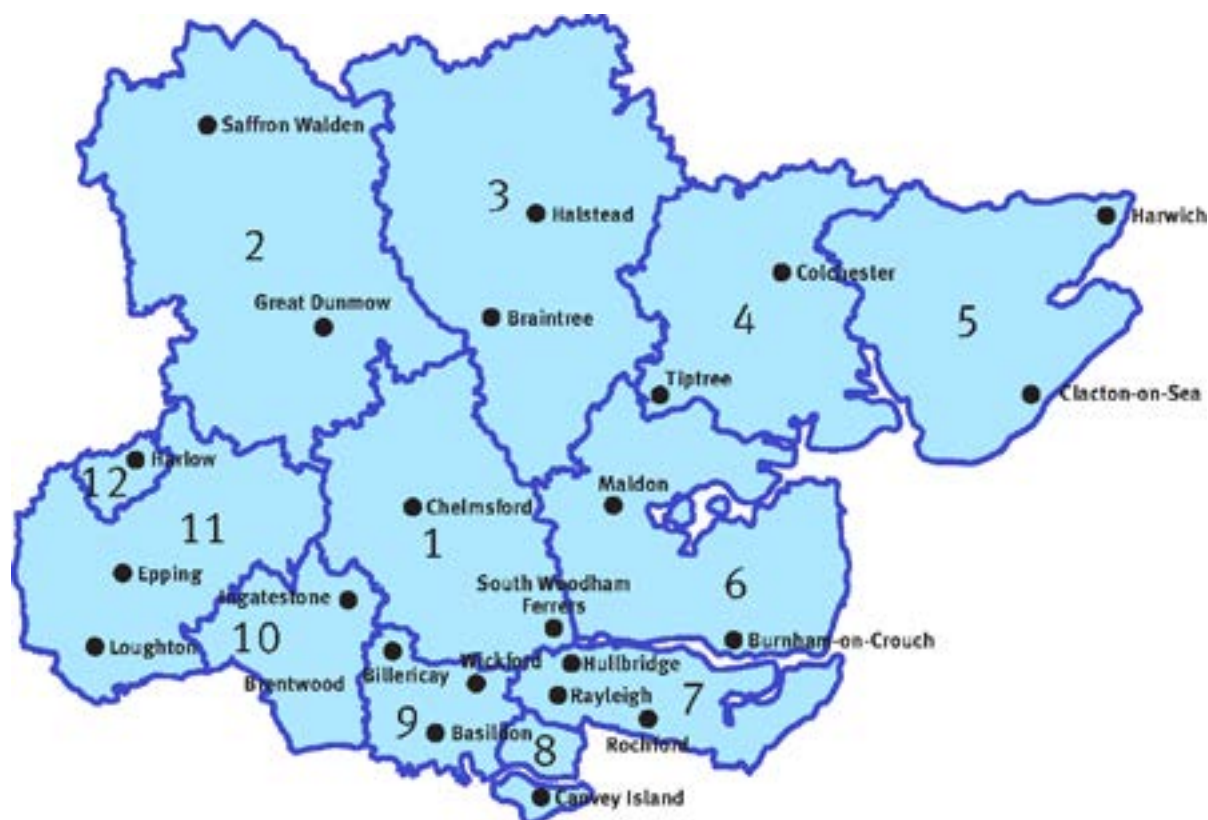 Saffron Walden
3
Halstead
Harwich
2
Colchester
Great Dunmow
Braintree
4
5
Tiptree
Clacton-on-Sea
Harlow
12
Maldon
11
Chelmsford
1
Epping
South Woodham
Ferrers
6
Ingatestone
10
Loughton
Burnham-on-Crouch
Billericay
Wickford
Hullbridge
Brentwood
Rayleigh
7
9
Basildon
8
Rochford
Canvey Island